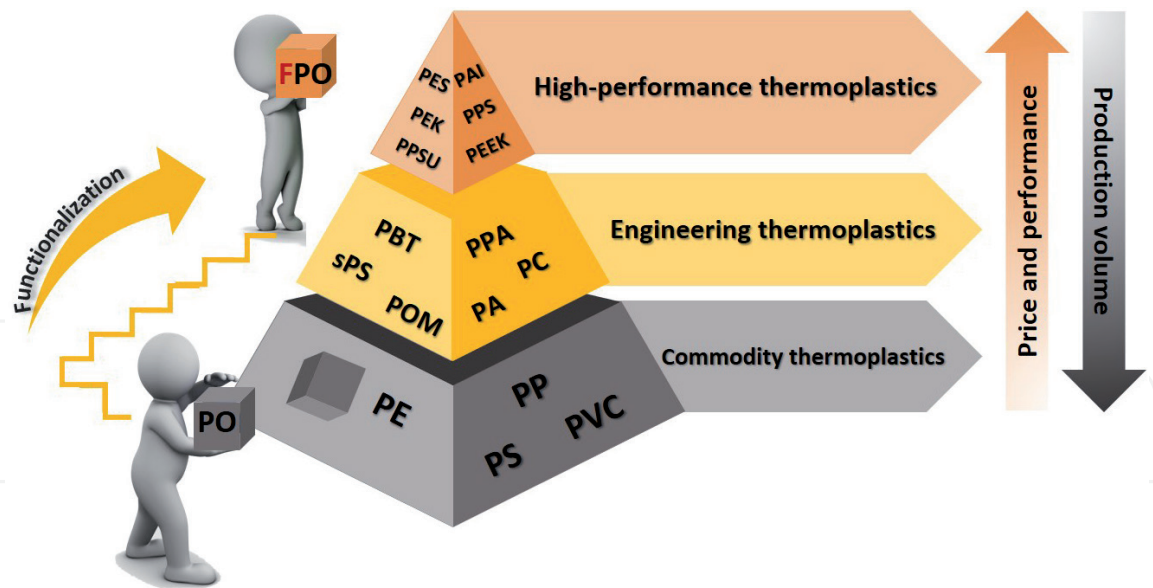 FPO
Functionalization
PO
PES
PAI
PEK
PPS
PPSU
PEEK
High-performance thermoplastics
PBT
PPA
sPS
PC
POM
PA
Engineering thermoplastics
PE
PP
PVC
PS
Commodity thermoplastics
Price and performance
Production volume